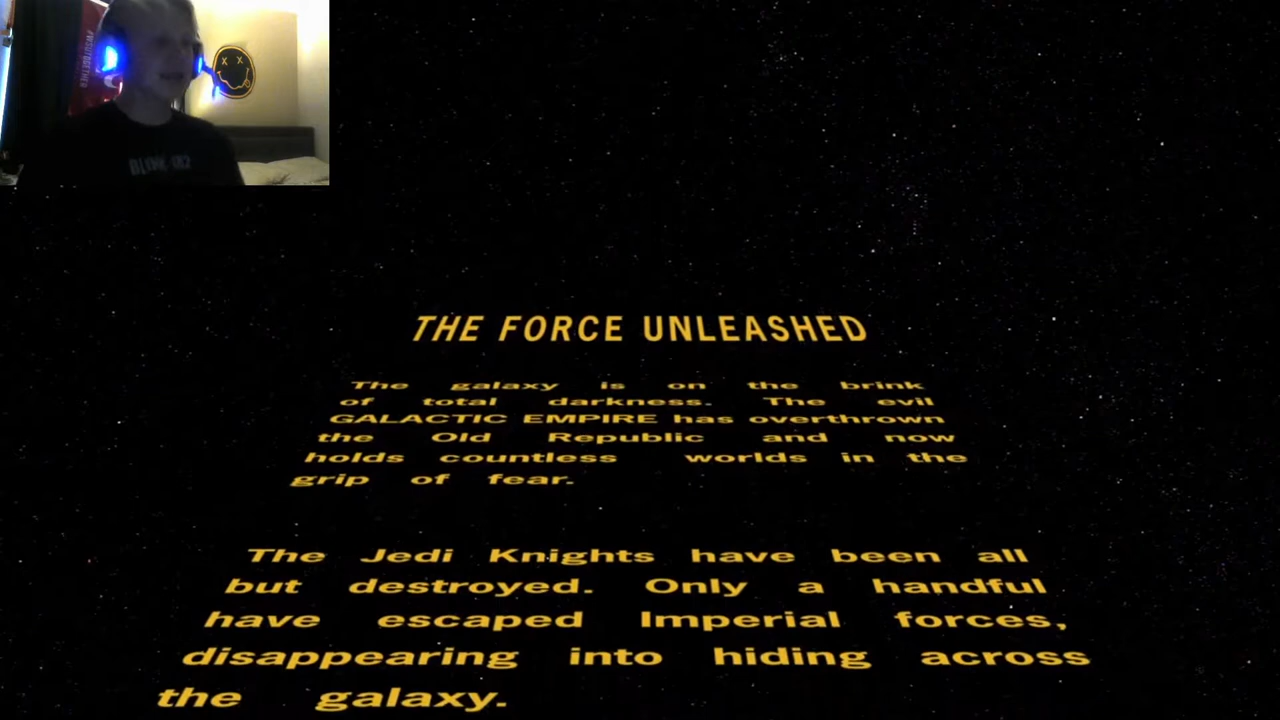 THE FORCE UNLEASHED
The galaxy is on the brink
of total darkness. The evil
GALACTIC EMPIRE has overthrown
the Old Republic and now
holds countless worlds in the
grip of fear.
The Jedi Knights have been all
but destroyed. Only a handful
have escaped Imperial forces,
disappearing into hiding across
the galaxy.